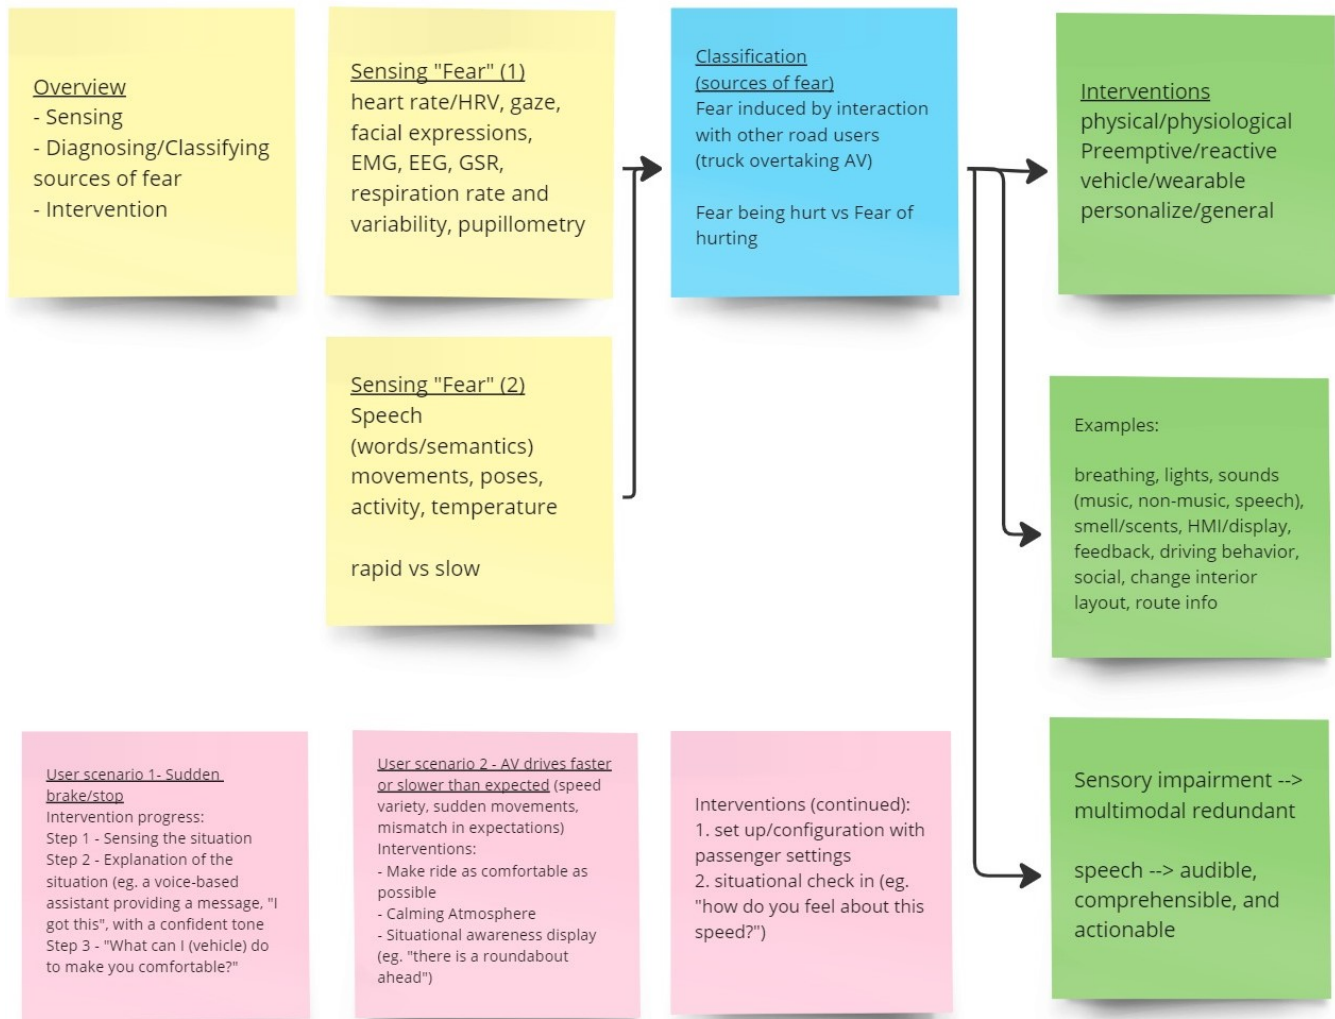 Overview
- Sensing
- Diagnosing/Classifying
sources of fear
- Intervention
Sensing "Fear" (1)
heart rate/HRV, gaze,
facial expressions,
EMG, EEG, GSR,
respiration rate and
variability, pupillometry
Classification
(sources of fear)
Fear induced by interaction
with other road users
(truck overtaking AV)
Fear being hurt vs Fear of
hurting
Interventions
physical/physiological
Preemptive/reactive
vehicle/wearable
personalize/general
Sensing "Fear" (2)
Speech
(words/semantics)
movements, poses,
activity, temperature
rapid vs slow
Examples:
breathing, lights, sounds
(music, non-music, speech),
smell/scents, HMI/display,
feedback, driving behavior,
social, change interior
layout, route info
User scenario 1- Sudden
brake/stop
Intervention progress:
Step 1 - Sensing the situation
Step 2 - Explanation of the
situation (eg. a voice-based
assistant providing a message, "I
got this", with a confident tone
Step 3 - "What can I (vehicle) do
to make you comfortable?"
User scenario 2 - AV drives faster
or slower than expected (speed
variety, sudden movements,
mismatch in expectations)
Interventions:
- Make ride as comfortable as
possible
- Calming Atmosphere
- Situational awareness display
(eg. "there is a roundabout
ahead")
Interventions (continued):
1. set up/configuration with
passenger settings
2. situational check in (eg.
"how do you feel about this
speed?")
Sensory impairment -->
multimodal redundant
speech --> audible,
comprehensible, and
actionable